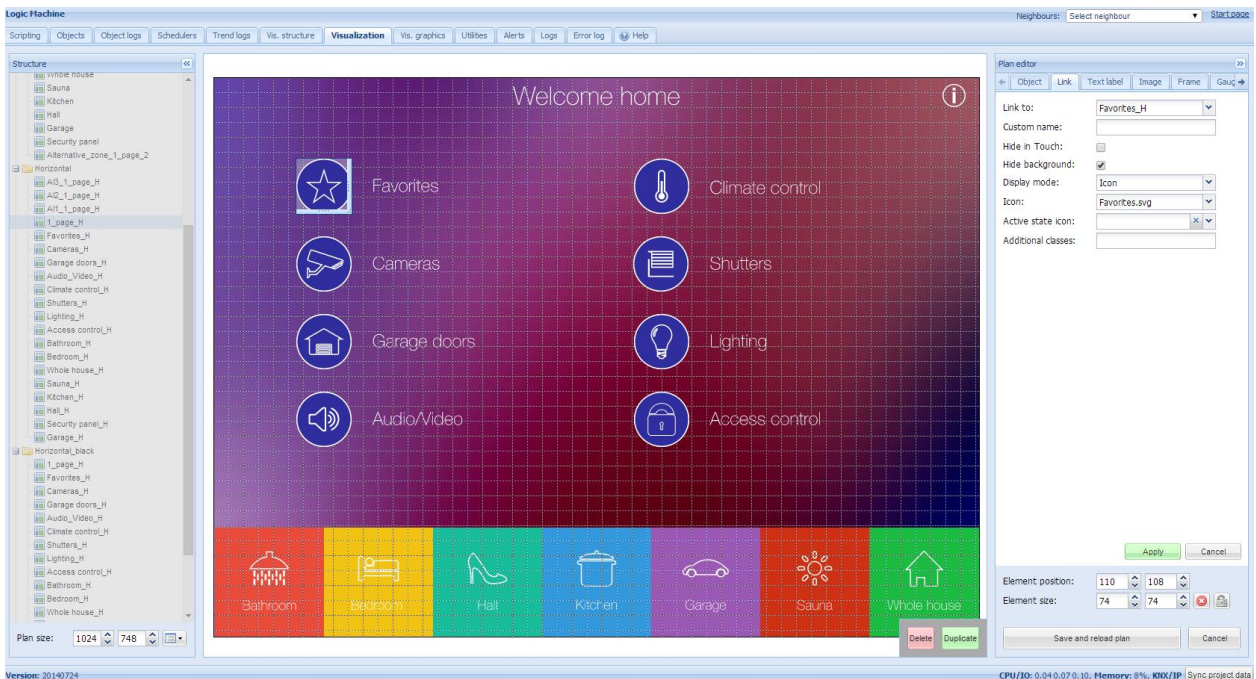 Logic Machine
Neighbours: Select neighbour Start page
Scripting Objects Object logs Schedulers Trend logs Vis. structure Visualization Vis. graphics Utilities Alerts Logs Error log Help
Structure
Whole house
Sauna
Kitchen
Hall
Garage
Security panel
Alternative_zone_1_page_2
Horizontal
Al3_1_page_H
Al2_1_page_H
Al1_1_page_H
1_page_H
Favorites_H
Cameras_H
Garage doors_H
Audio_Video_H
Climate control_H
Shutters_H
Lighting_H
Access control_H
Bathroom_H
Bedroom_H
Whole house_H
Sauna_H
Kitchen_H
Hall_H
Security panel_H
Garage_H
Horizontal_black
1_page_H
Favorites_H
Cameras_H
Garage doors_H
Audio_Video_H
Climate control_H
Shutters_H
Lighting_H
Access control_H
Bathroom_H
Bedroom_H
Whole house_H
Plan size: 1024 748
Welcome home
Favorites Climate control
Cameras Shutters
Garage doors Lighting
Audio/Video Access control
Bathroom Bedroom Hall Kitchen Garage Sauna Whole house
Delete Duplicate
Plan editor
Object Link Text label Image Frame Gaug
Link to: Favorites_H
Custom name:
Hide in Touch:
Hide background:
Display mode: Icon
Icon: Favorites.svg
Active state icon:
Additional classes:
Apply Cancel
Element position: 110 108
Element size: 74 74
Save and reload plan Cancel
Version: 20140724
CPU/IO: 0.04 0.07 0.10, Memory: 8%, KNX/IP Sync project data